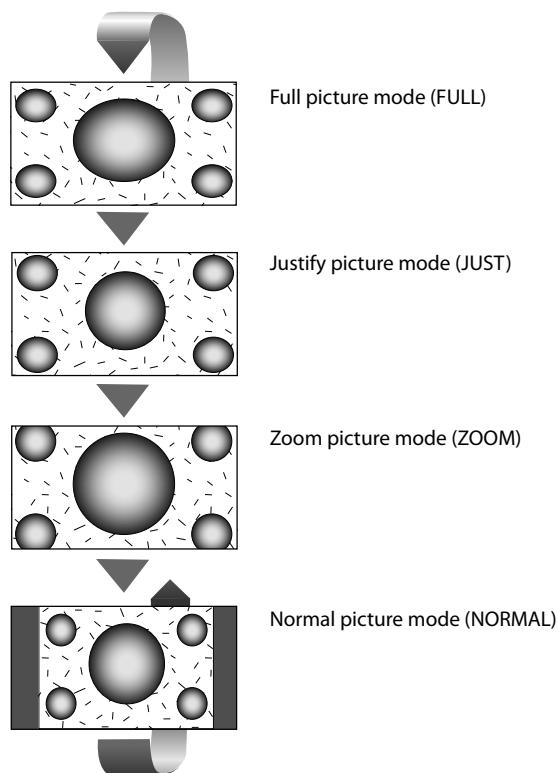 Full picture mode (FULL)
Justify picture mode (JUST)
Zoom picture mode (ZOOM)
Normal picture mode (NORMAL)